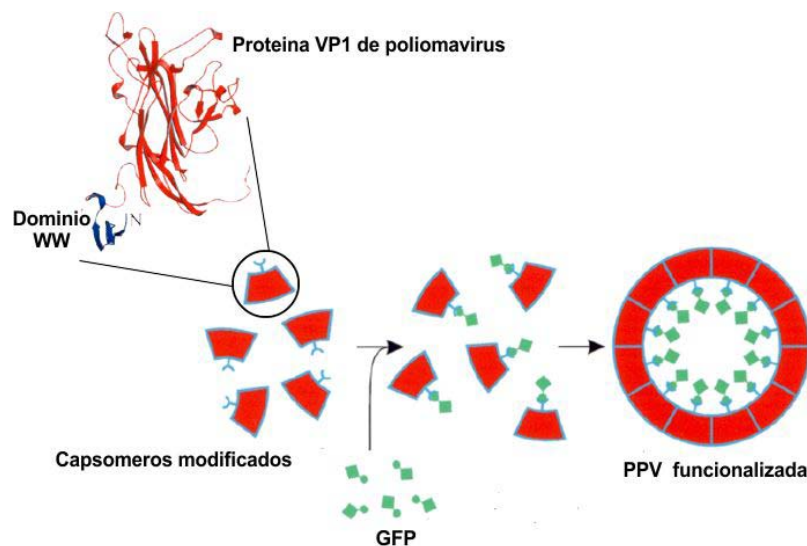 Proteina VP1 de poliomavirus
N
Dominio
WW
Capsomeros modificados
PPV funcionalizada
GFP